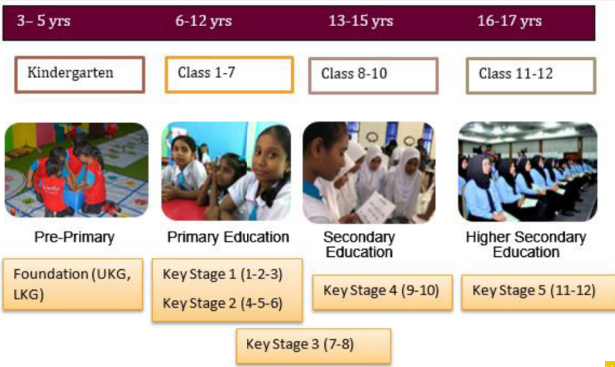 3– 5 yrs
6-12 yrs
13-15 yrs
16-17 yrs
Kindergarten
Class 1-7
Class 8-10
Class 11-12
Pre-Primary
Primary Education
Secondary
Education
Higher Secondary
Education
Foundation (UKG,
LKG)
Key Stage 1 (1-2-3)
Key Stage 2 (4-5-6)
Key Stage 4 (9-10)
Key Stage 5 (11-12)
Key Stage 3 (7-8)